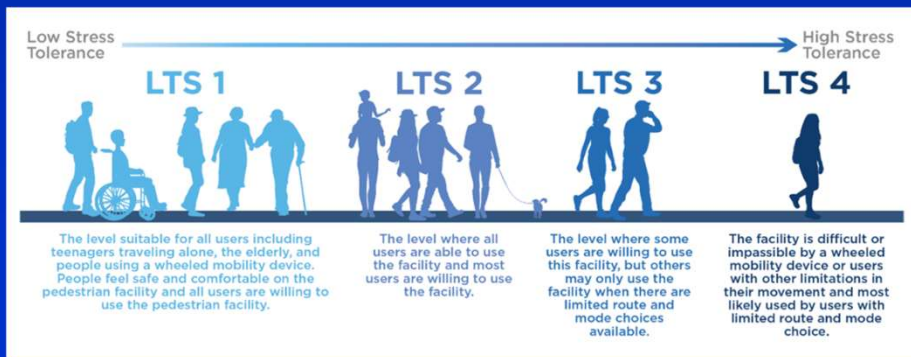 Low Stress
Tolerance
High Stress
Tolerance
LTS 1
LTS 2
LTS 3
LTS 4
The level suitable for all users including
teenagers traveling alone, the elderly, and
people using a wheeled mobility device.
People feel safe and comfortable on the
pedestrian facility and all users are willing to
use the pedestrian facility.
The level where all
users are able to use
the facility and most
users are willing to use
the facility.
The level where some
users are willing to use
this facility, but others
may only use the
facility when there are
limited route and
mode choices
available.
The facility is difficult or
impassible by a wheeled
mobility device or users
with other limitations in
their movement and most
likely used by users with
limited route and mode
choice.